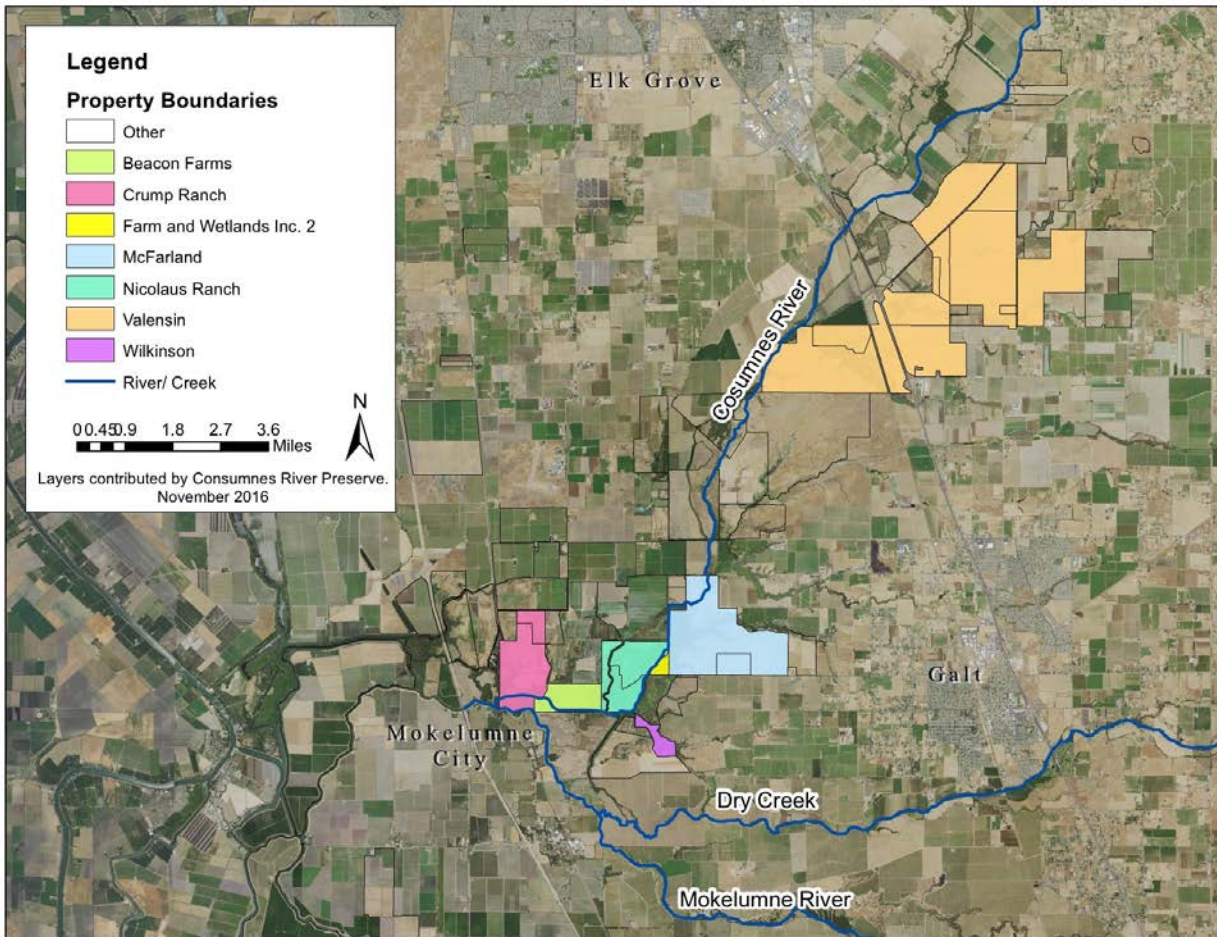 Legend
Property Boundaries
Other
Beacon Farms
Crump Ranch
Farm and Wetlands Inc. 2
McFarland
Nicolaus Ranch
Valensin
Wilkinson
River/ Creek
N
0 0.45 0.9 1.8 2.7 3.6
Miles
Layers contributed by Consumnes River Preserve.
November 2016
Elk Grove
Cosumnes River
Galt
Mokelumne
City
Dry Creek
Mokelumne River